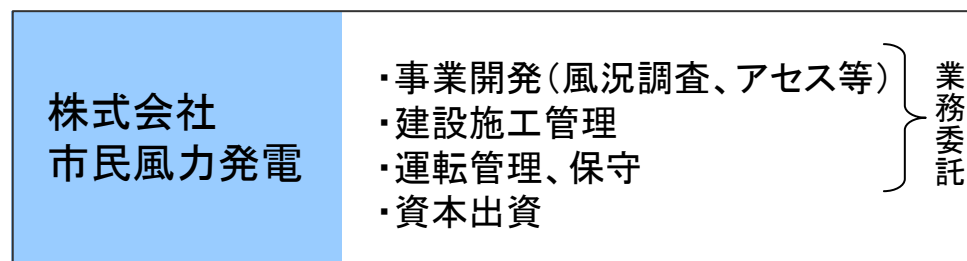 株式会社
市民風力発電
・事業開発(風況調査、アセス等)
・建設施工管理
・運転管理、保守
・資本出資
業務委託